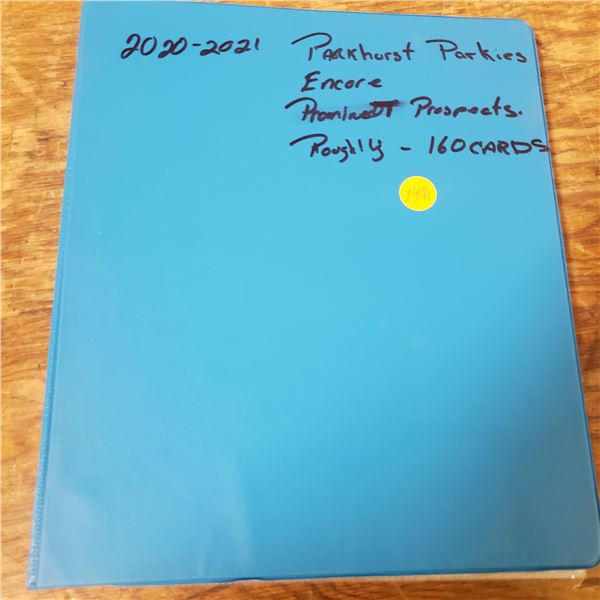 2020-2021 Parkhurst Parkies
Encore
Prominent Prospects.
Roughly - 160 CARDS